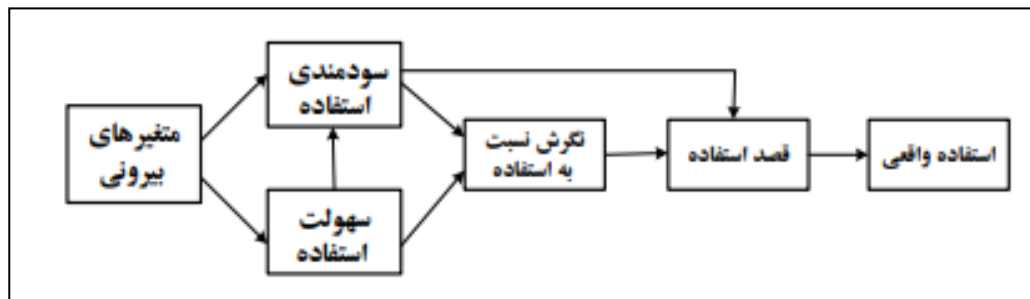 متغیرهای
بیرونی
سودمندی
استفاده
سهولت
استفاده
نگرش نسبت
به استفاده
قصد استفاده
استفاده واقعی